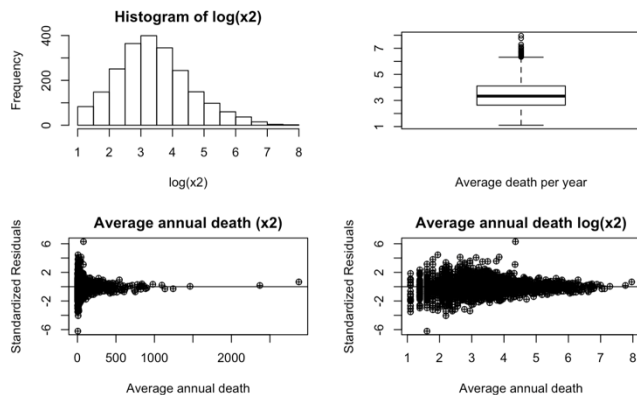 Histogram of log(x2)
Frequency
0 200 400
1 2 3 4 5 6 7 8
log(x2)
1 3 5 7
Average death per year
Average annual death (x2)
Standardized Residuals
-6 -2 2 6
0 500 1000 2000
Average annual death
Average annual death log(x2)
Standardized Residuals
-6 -2 2 6
1 2 3 4 5 6 7 8
Average annual death